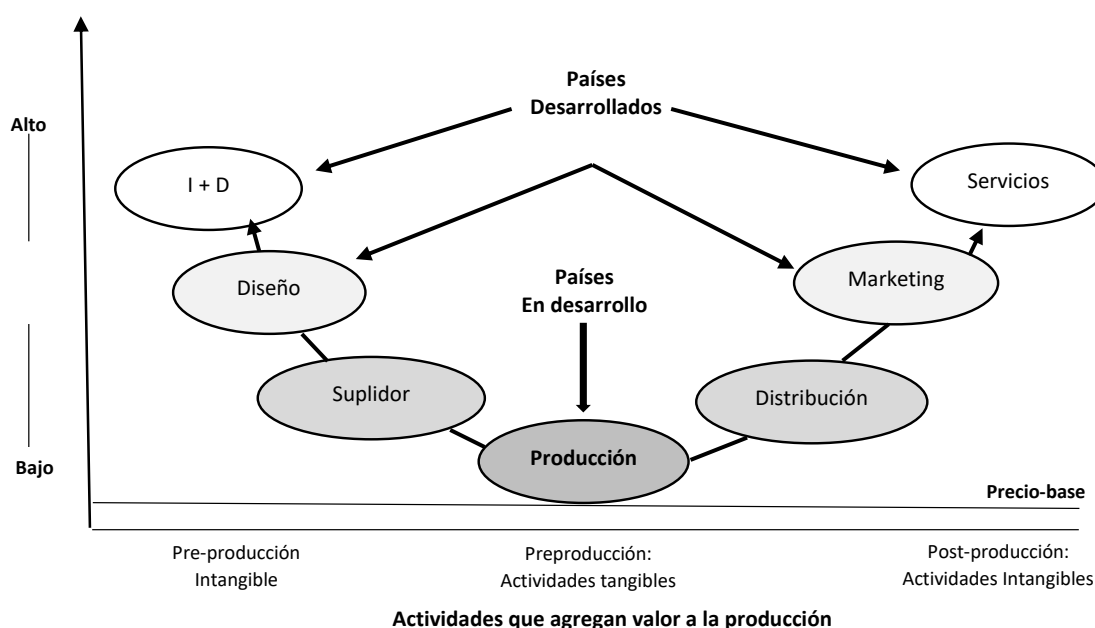 Países
Desarrollados
Alto
I + D
Servicios
Diseño
Marketing
Países
En desarrollo
Suplidor
Distribución
Producción
Bajo
Precio-base
Pre-producción
Intangible
Preproducción:
Actividades tangibles
Post-producción:
Actividades Intangibles
Actividades que agregan valor a la producción